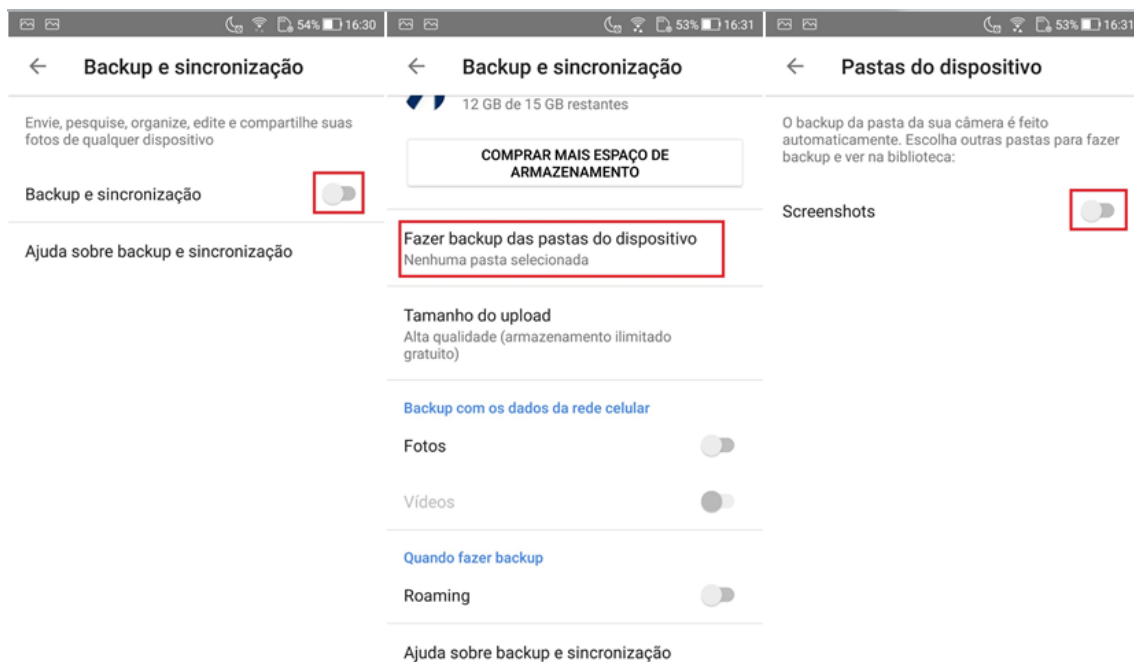 54% 16:30
Backup e sincronização
Envie, pesquise, organize, edite e compartilhe suas
fotos de qualquer dispositivo
Backup e sincronização
Ajuda sobre backup e sincronização
53% 16:31
Backup e sincronização
12 GB de 15 GB restantes
COMPRAR MAIS ESPAÇO DE
ARMAZENAMENTO
Fazer backup das pastas do dispositivo
Nenhuma pasta selecionada
Tamanho do upload
Alta qualidade (armazenamento ilimitado
gratuito)
Backup com os dados da rede celular
Fotos
Vídeos
Quando fazer backup
Roaming
Ajuda sobre backup e sincronização
53% 16:31
Pastas do dispositivo
O backup da pasta da sua câmera é feito
automaticamente. Escolha outras pastas para fazer
backup e ver na biblioteca:
Screenshots